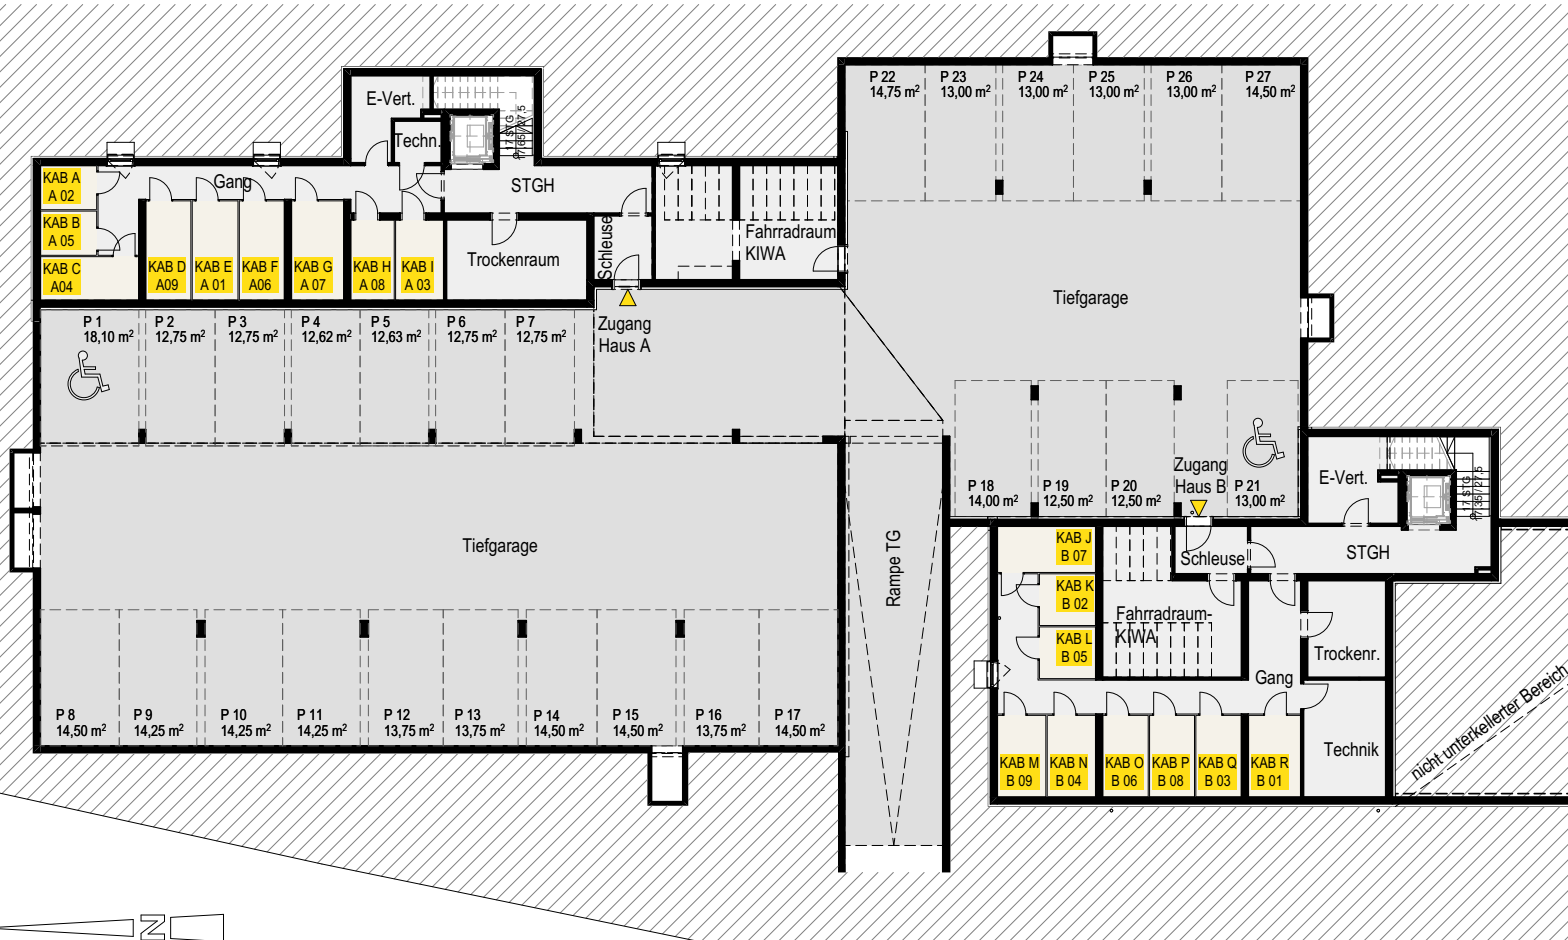 P 22
14,75 m²
P 23
13,00 m²
P 24
13,00 m²
P 25
13,00 m²
P 26
13,00 m²
P 27
14,50 m²
E-Vert.
Techn.
17 STG
17,65 / 27,5
KAB A
A 02
Gang
STGH
KAB B
A 05
KAB C
A04
KAB D
A09
KAB E
A 01
KAB F
A06
KAB G
A 07
KAB H
A 08
KAB I
A 03
Trockenraum
Schleuse
Fahrradraum
KIWA
Tiefgarage
P 1
18,10 m²
P 2
12,75 m²
P 3
12,75 m²
P 4
12,62 m²
P 5
12,63 m²
P 6
12,75 m²
P 7
12,75 m²
Zugang
Haus A
P 18
14,00 m²
P 19
12,50 m²
P 20
12,50 m²
Zugang
Haus B
P 21
13,00 m²
E-Vert.
17 STG
17,35 / 27,5
Tiefgarage
Rampe TG
KAB J
B 07
Schleuse
STGH
KAB K
B 02
Fahrradraum-
KIWA
KAB L
B 05
Trockenr.
Gang
nicht unterkellerter Bereich
P 8
14,50 m²
P 9
14,25 m²
P 10
14,25 m²
P 11
14,25 m²
P 12
13,75 m²
P 13
13,75 m²
P 14
14,50 m²
P 15
14,50 m²
P 16
13,75 m²
P 17
14,50 m²
KAB M
B 09
KAB N
B 04
KAB O
B 06
KAB P
B 08
KAB Q
B 03
KAB R
B 01
Technik
N